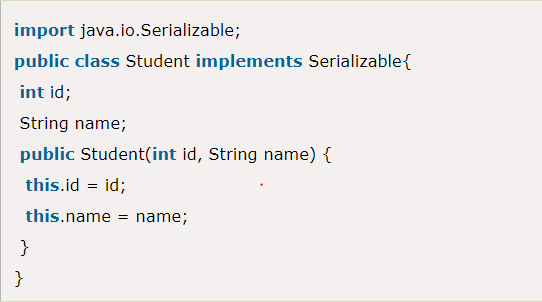 import java.io.Serializable;
public class Student implements Serializable{
int id;
String name;
public Student(int id, String name) {
this.id = id;
this.name = name;
}
}